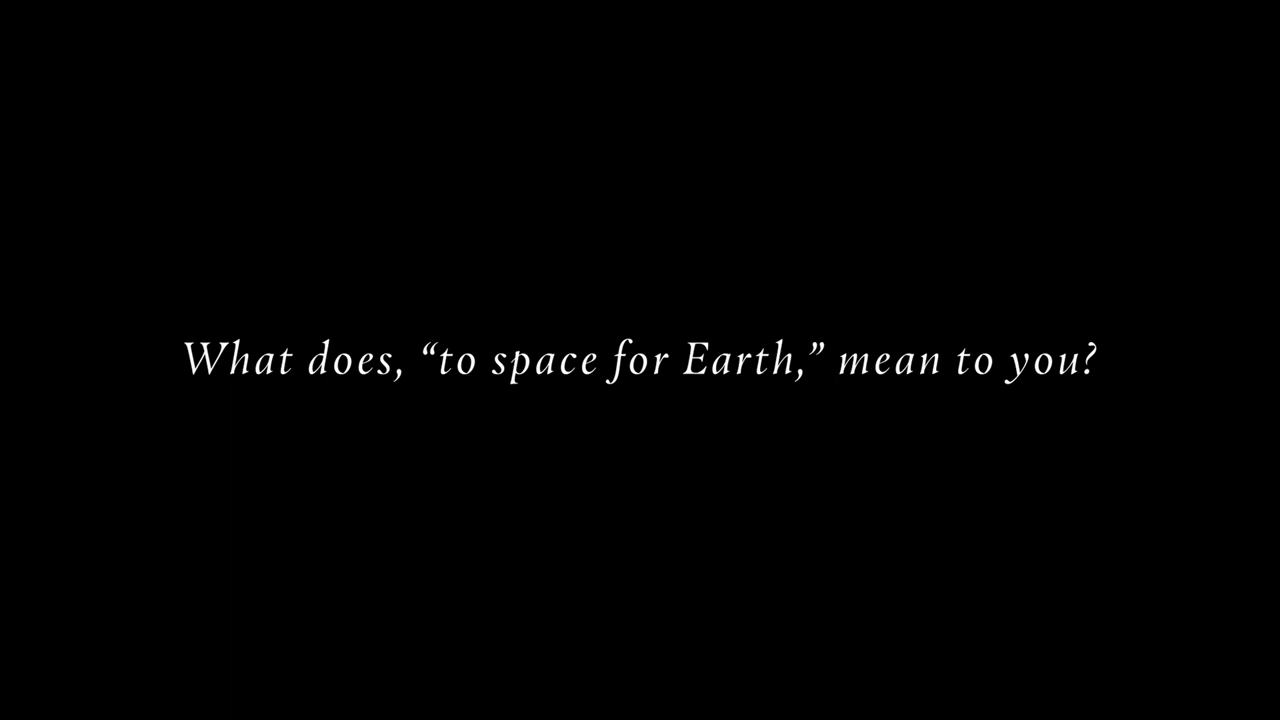 What does, “to space for Earth,” mean to you?